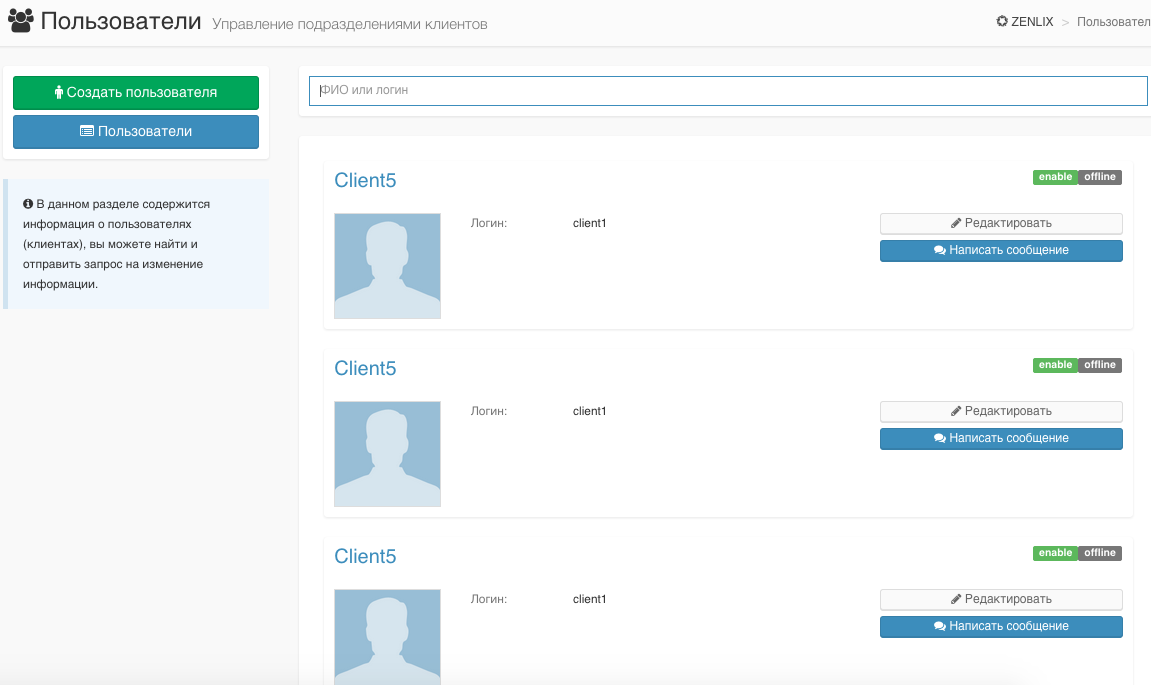 Пользователи Управление подразделениями клиентов
ZENLIX > Пользовател
Создать пользователя
Пользователи
В данном разделе содержится
информация о пользователях
(клиентах), вы можете найти и
отправить запрос на изменение
информации.
ФИО или логин
Client5
enable offline
Логин: client1
Редактировать
Написать сообщение
Client5
enable offline
Логин: client1
Редактировать
Написать сообщение
Client5
enable offline
Логин: client1
Редактировать
Написать сообщение